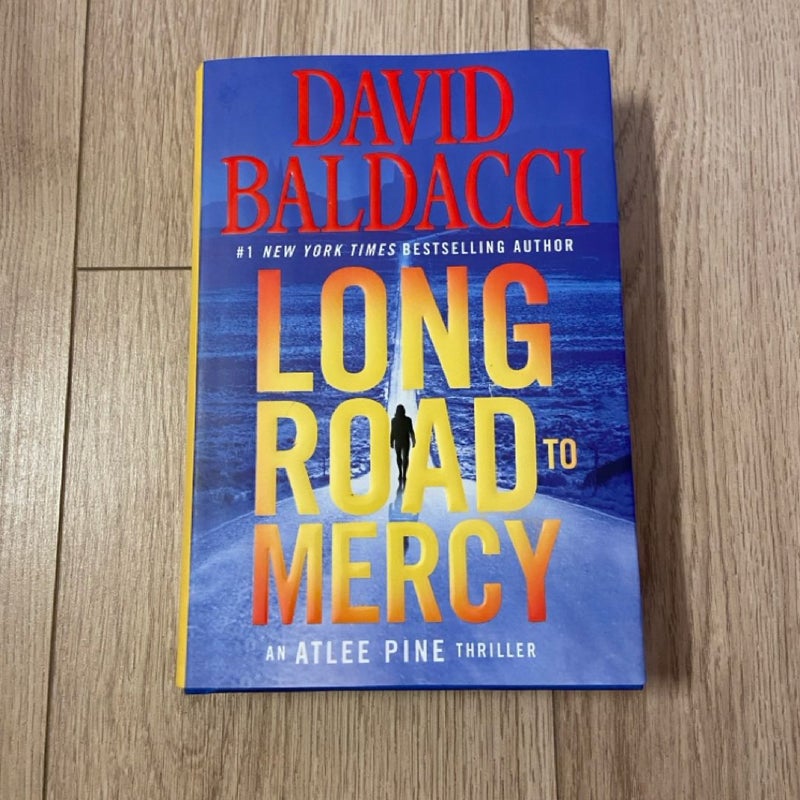 DAVID
BALDACCI
#1 NEW YORK TIMES BESTSELLING AUTHOR
LONG
ROAD TO
MERCY
AN ATLEE PINE THRILLER